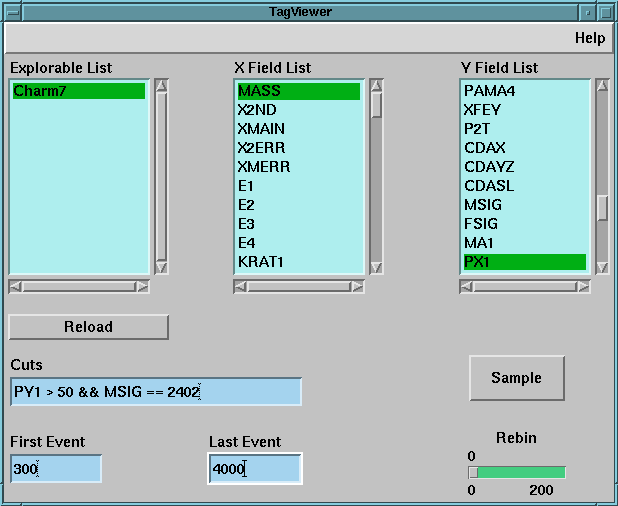 TagViewer
Help
Explorable List
Charm7
X Field List
MASS
X2ND
XMAIN
X2ERR
XMERR
E1
E2
E3
E4
KRAT1
Y Field List
PAMA4
XFEY
P2T
CDAX
CDAYZ
CDASL
MSIG
FSIG
MA1
PX1
Reload
Cuts
PY1 > 50 && MSIG == 2402
Sample
First Event
300
Last Event
4000
Rebin
0
0 200